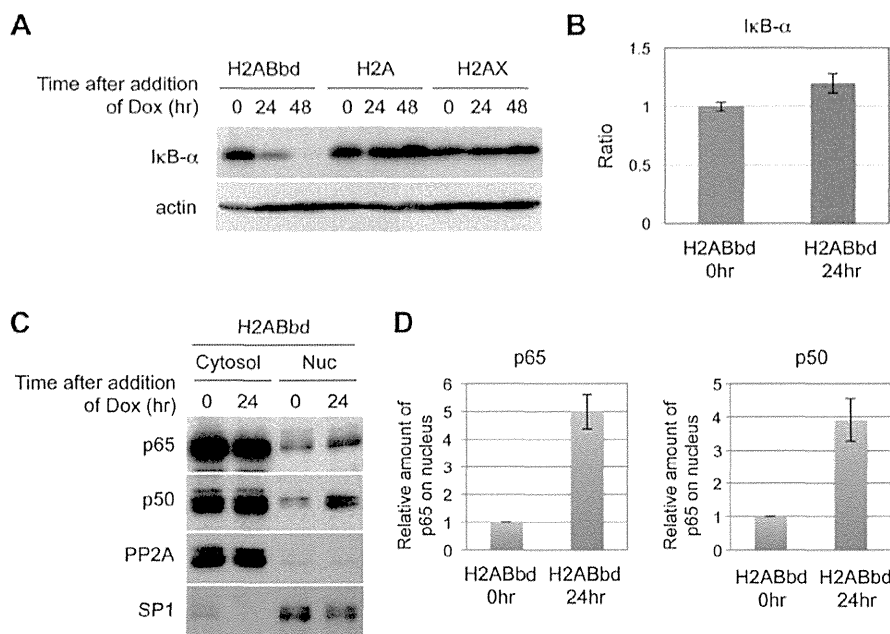 A
H2ABbd H2A H2AX
Time after addition
of Dox (hr)
0 24 48 0 24 48 0 24 48
IκB-α
actin
B
IκB-α
Ratio
1.5
1
0.5
0
H2ABbd
0hr
H2ABbd
24hr
C
H2ABbd
Cytosol Nuc
Time after addition
of Dox (hr)
0 24 0 24
p65
p50
PP2A
SP1
D
p65
Relative amount of
p65 on nucleus
6
5
4
3
2
1
0
H2ABbd
0hr
H2ABbd
24hr
p50
Relative amount of
p65 on nucleus
5
4
3
2
1
0
H2ABbd
0hr
H2ABbd
24hr